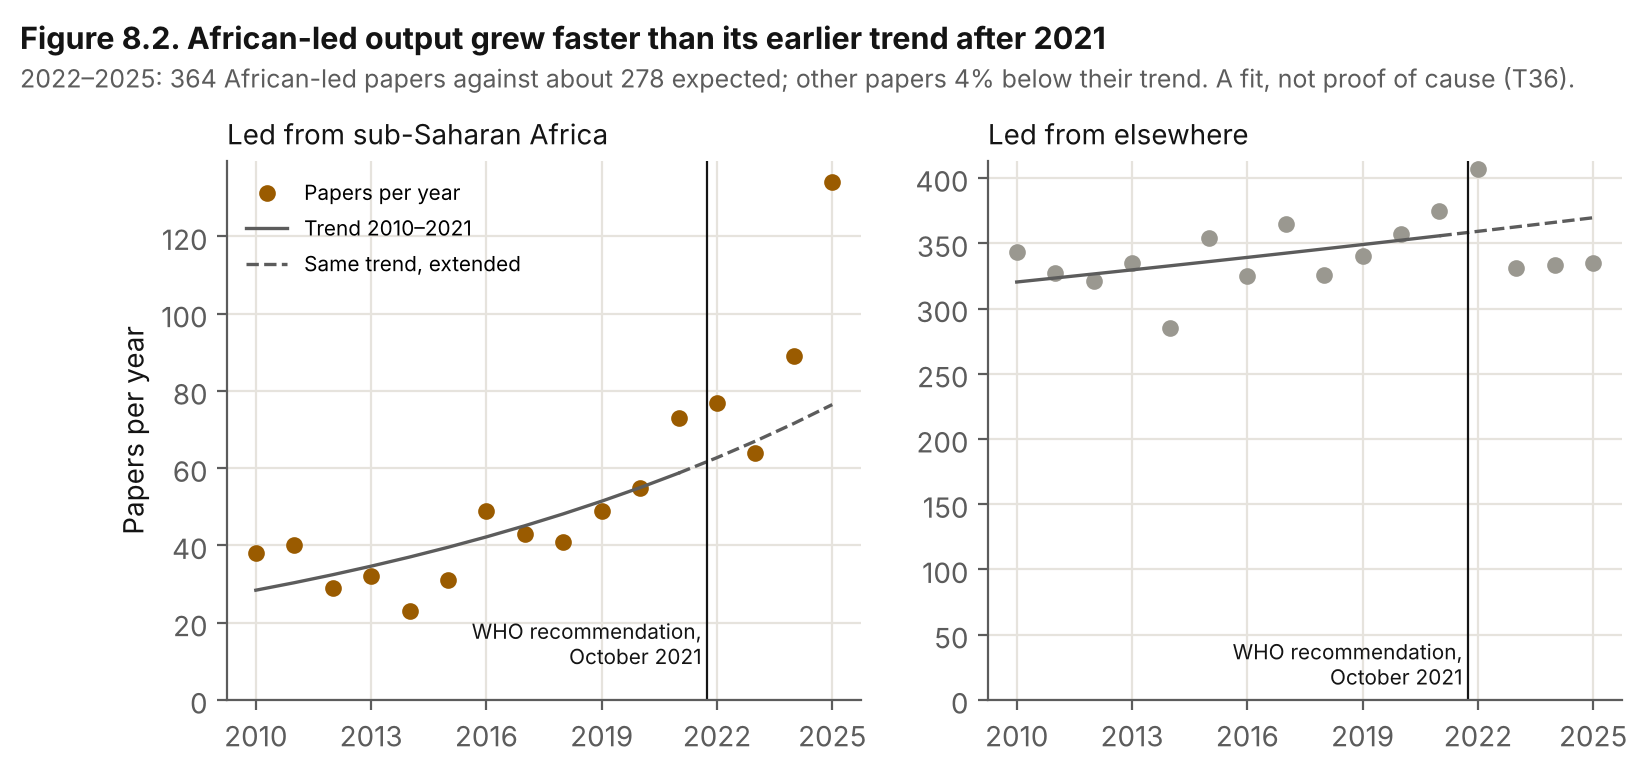 Figure 8.2. African-led output grew faster than its earlier trend after 2021
2022–2025: 364 African-led papers against about 278 expected; other papers 4% below their trend. A fit, not proof of cause (T36).
Led from sub-Saharan Africa
Papers per year
Trend 2010–2021
Same trend, extended
Papers per year
120
100
80
60
40
20
0
WHO recommendation,
October 2021
2010 2013 2016 2019 2022 2025
Led from elsewhere
400
350
300
250
200
150
100
50
0
WHO recommendation,
October 2021
2010 2013 2016 2019 2022 2025